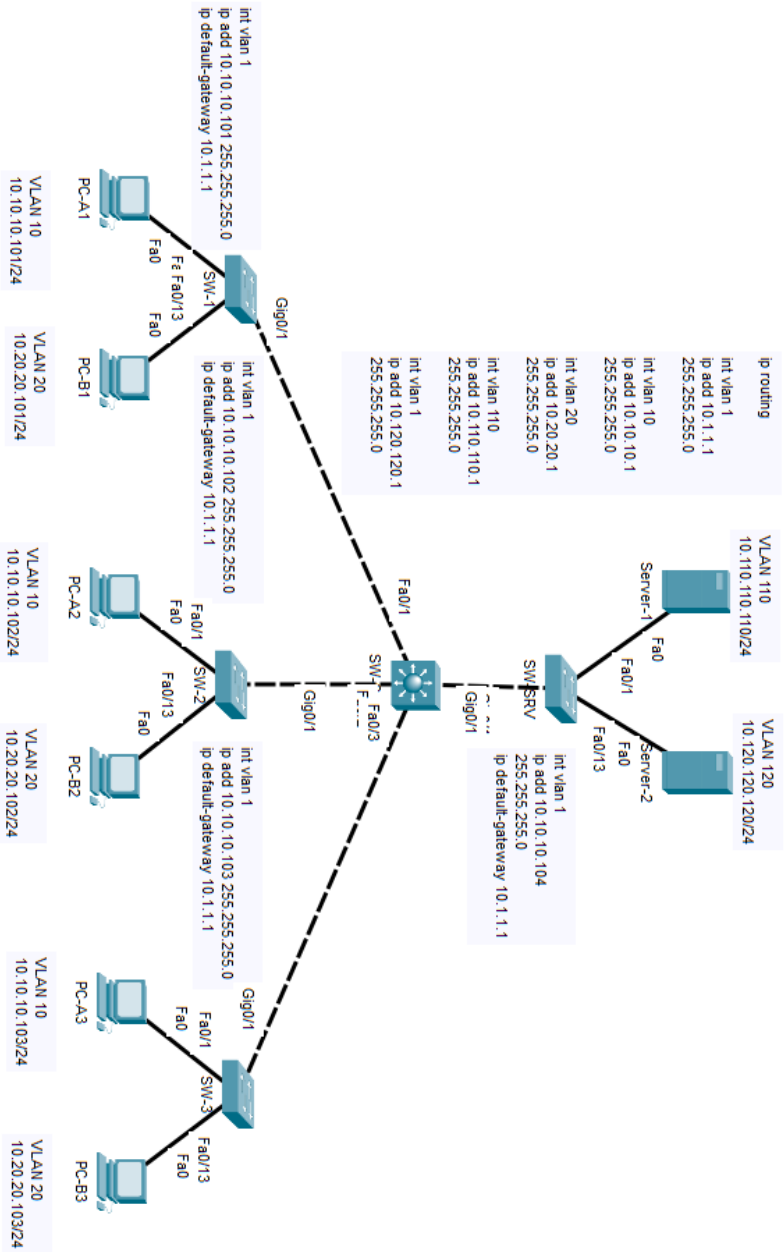 ip routing
int vlan 1
ip add 10.1.1.1
255.255.255.0
int vlan 10
ip add 10.10.10.1
255.255.255.0
int vlan 20
ip add 10.20.20.1
255.255.255.0
int vlan 110
ip add 10.110.110.1
255.255.255.0
int vlan 1
ip add 10.120.120.1
255.255.255.0
VLAN 110
10.110.110.110/24
Server-1
Fa0
Fa0/1
VLAN 120
10.120.120.120/24
Server-2
Fa0
Fa0/13
SW-SRV
Gig0/1
int vlan 1
ip add 10.10.10.104
255.255.255.0
ip default-gateway 10.1.1.1
Fa0/1
Fa0/3
int vlan 1
ip add 10.10.10.101 255.255.255.0
ip default-gateway 10.1.1.1
Gig0/1
SW-1
Fa0/13
Fa0
Fa0
PC-A1
PC-B1
VLAN 10
10.10.10.101/24
VLAN 20
10.20.20.101/24
int vlan 1
ip add 10.10.10.102 255.255.255.0
ip default-gateway 10.1.1.1
Gig0/1
SW-2
Fa0/1
Fa0
Fa0/13
Fa0
PC-A2
PC-B2
VLAN 10
10.10.10.102/24
VLAN 20
10.20.20.102/24
int vlan 1
ip add 10.10.10.103 255.255.255.0
ip default-gateway 10.1.1.1
Gig0/1
SW-3
Fa0/1
Fa0
Fa0/13
Fa0
PC-A3
PC-B3
VLAN 10
10.10.10.103/24
VLAN 20
10.20.20.103/24